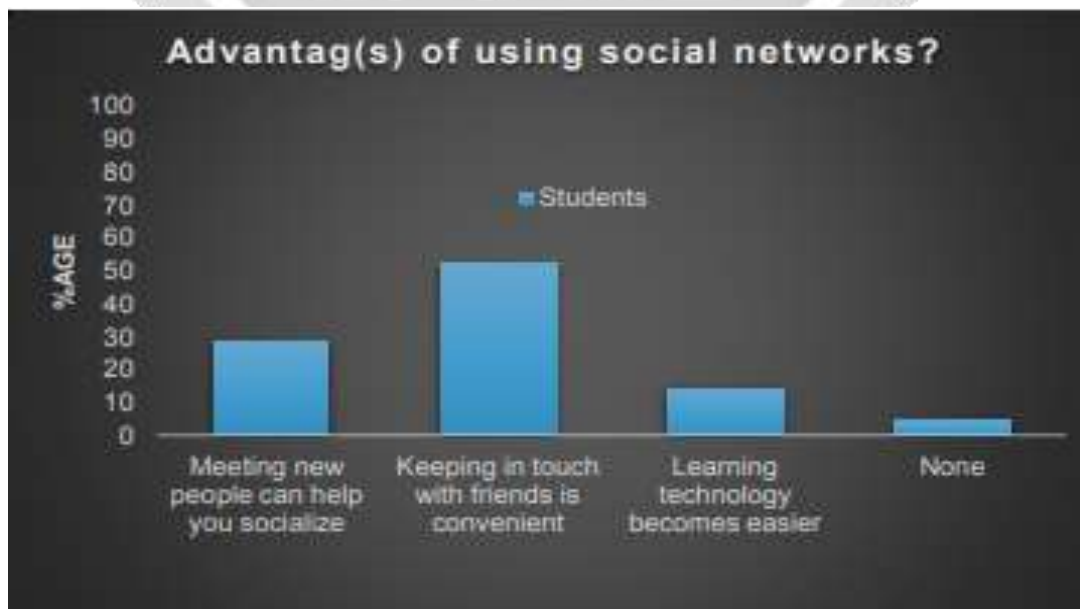 Advantag(s) of using social networks?
100
90
80
70
60
50
40
30
20
10
0
%AGE
Students
Meeting new
people can help
you socialize
Keeping in touch
with friends is
convenient
Learning
technology
becomes easier
None